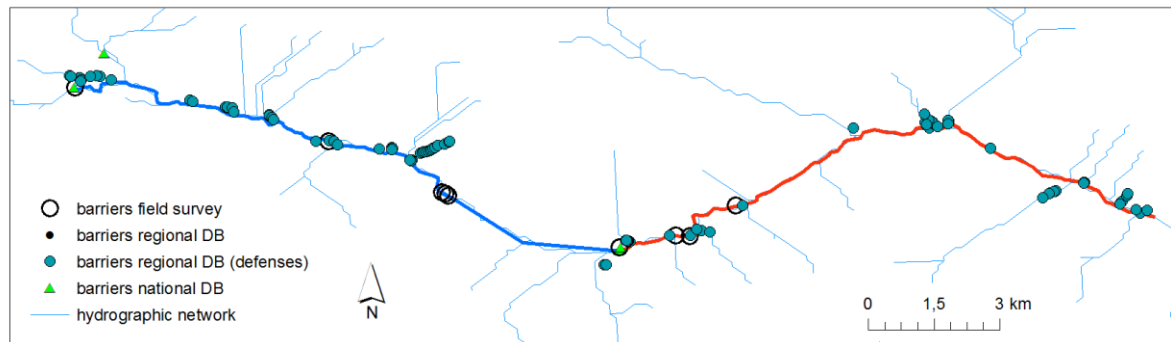 barriers field survey
barriers regional DB
barriers regional DB (defenses)
barriers national DB
hydrographic network
N
0 1,5 3 km